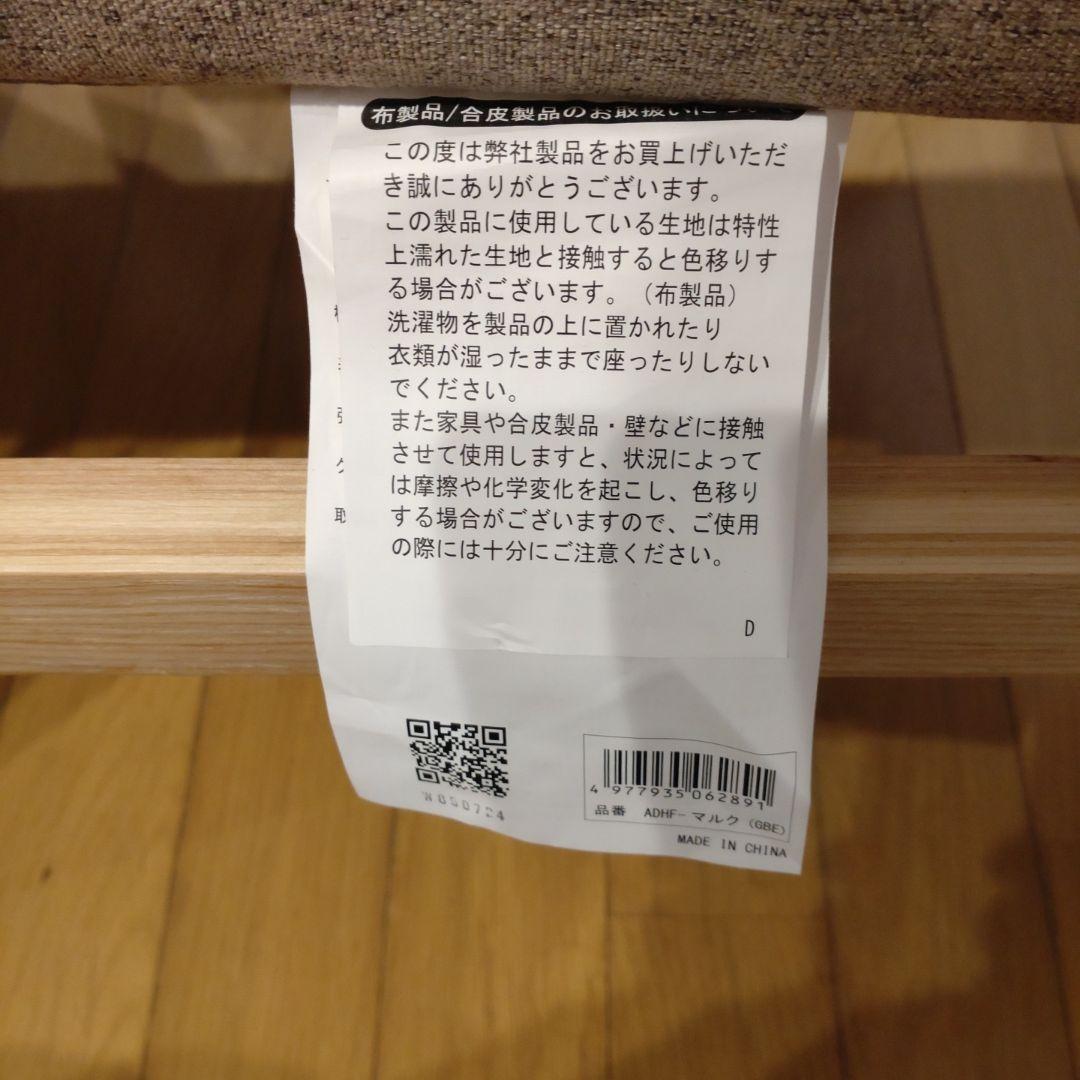 布製品/合皮製品のお取扱いについて
この度は弊社製品をお買上げいただ
き誠にありがとうございます。
この製品に使用している生地は特性
上濡れた生地と接触すると色移りす
る場合がございます。（布製品）
洗濯物を製品の上に置かれたり
衣類が湿ったままで座ったりしない
でください。
また家具や合皮製品・壁などに接触
させて使用しますと、状況によって
は摩擦や化学変化を起こし、色移り
する場合がございますので、ご使用
の際には十分にご注意ください。
D
取
W050724
4 977935 062891
品番 ADHF-マルク（GBE）
MADE IN CHINA